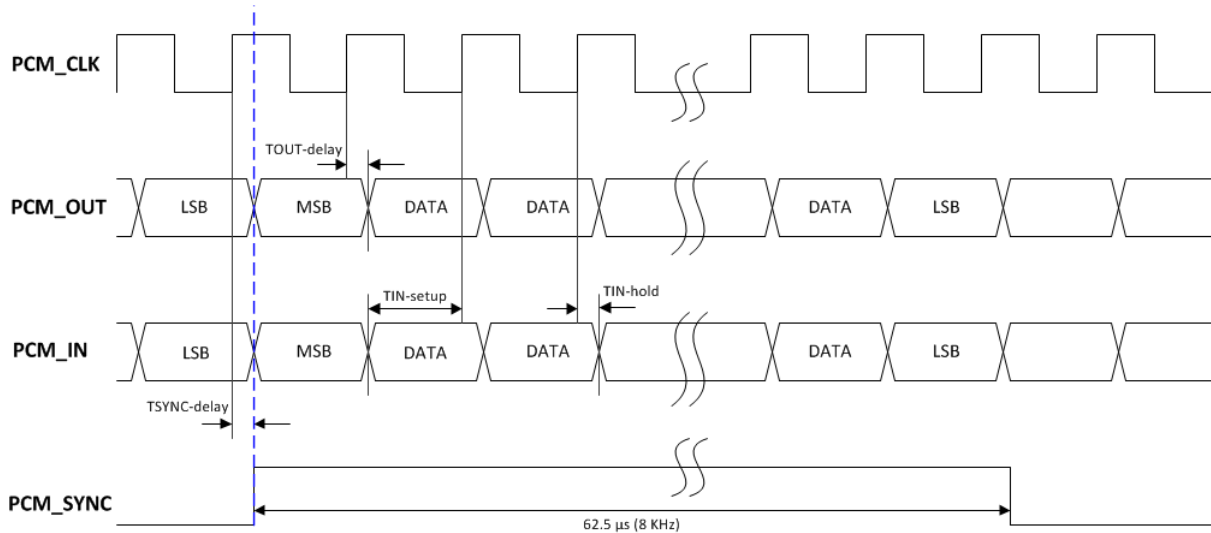 PCM_CLK
TOUT-delay
PCM_OUT LSB MSB DATA DATA DATA LSB
TIN-setup TIN-hold
PCM_IN LSB MSB DATA DATA DATA LSB
TSYNC-delay
PCM_SYNC
62.5 µs (8 KHz)